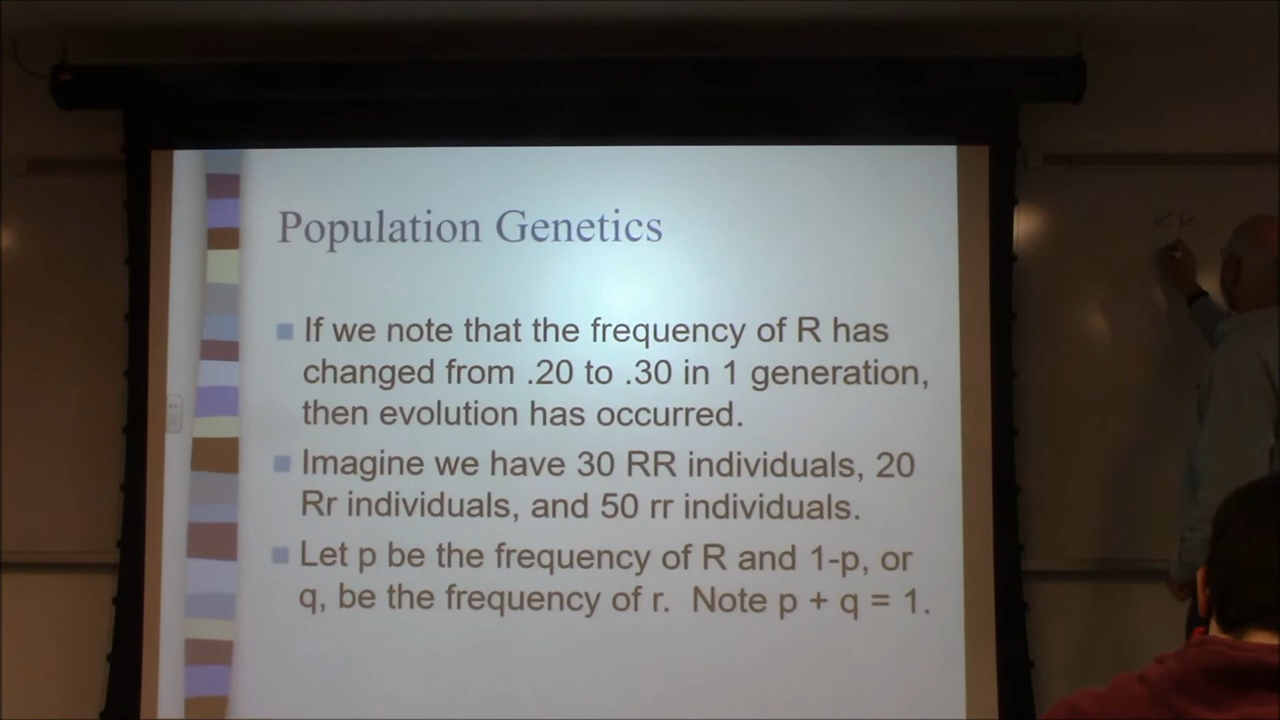 Population Genetics
If we note that the frequency of R has
changed from .20 to .30 in 1 generation,
then evolution has occurred.
Imagine we have 30 RR individuals, 20
Rr individuals, and 50 rr individuals.
Let p be the frequency of R and 1-p, or
q, be the frequency of r. Note p + q = 1.